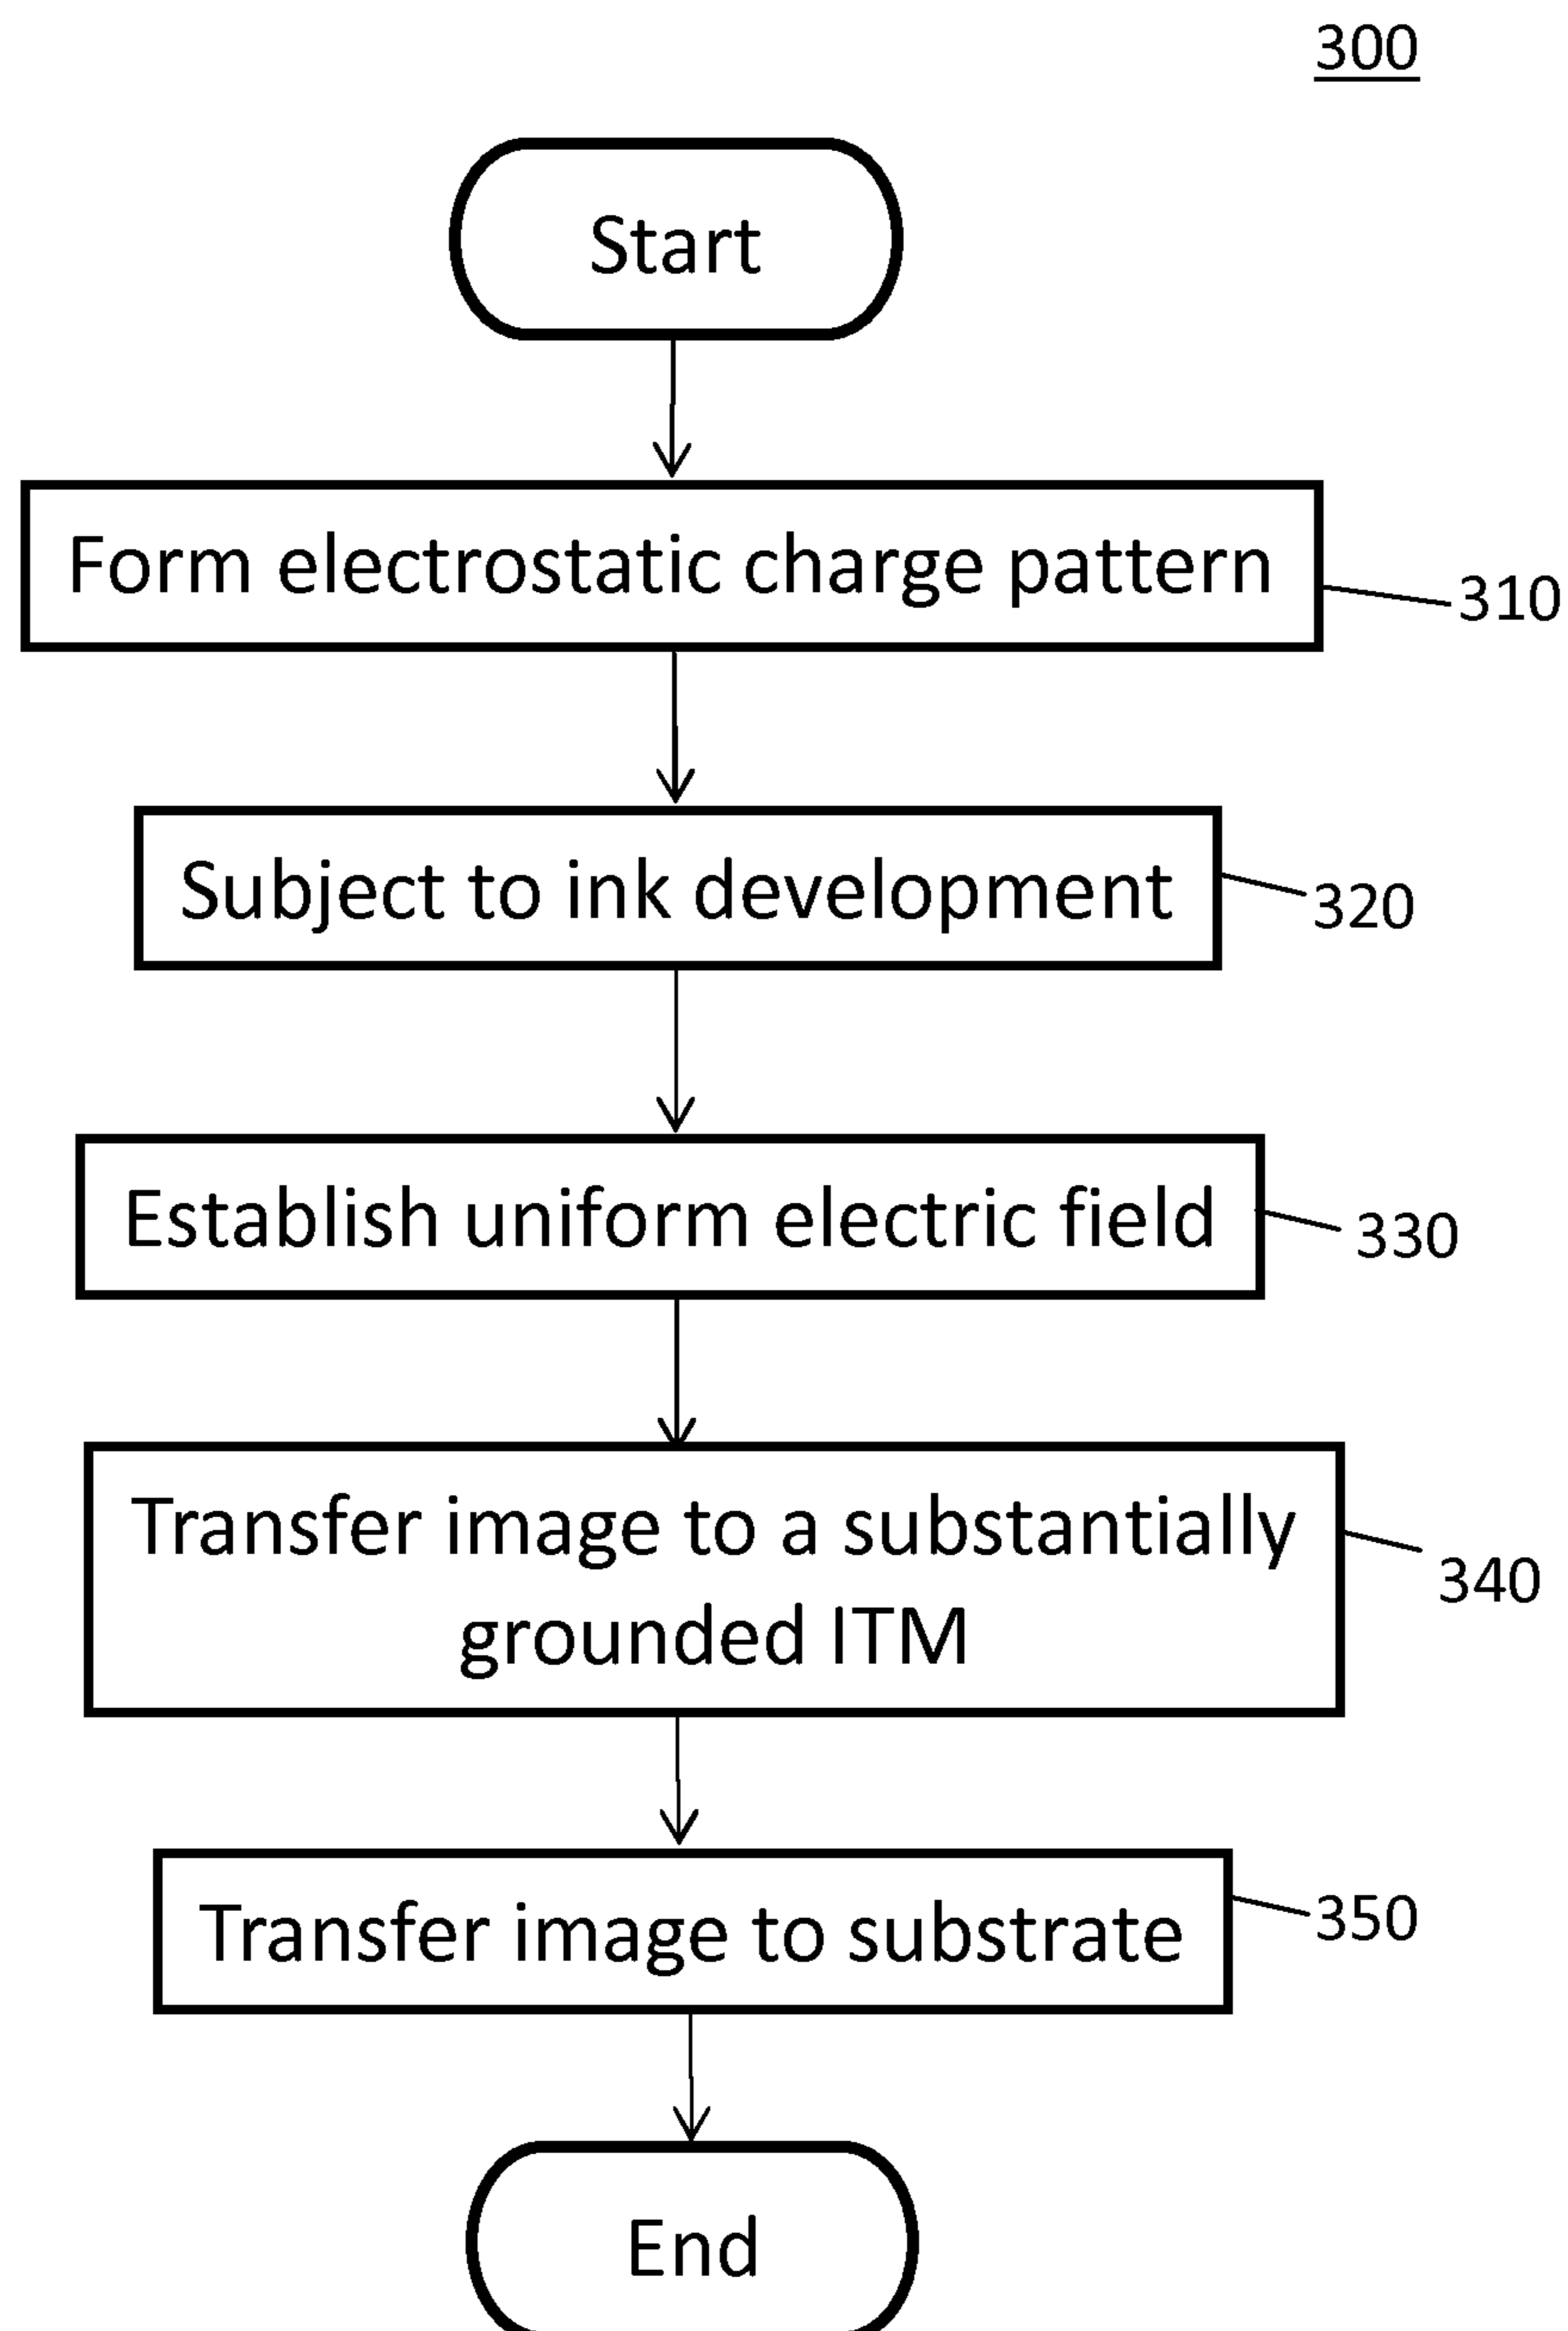 300
Start
Form electrostatic charge pattern
310
Subject to ink development
320
Establish uniform electric field
330
Transfer image to a substantially
grounded ITM
340
Transfer image to substrate
350
End